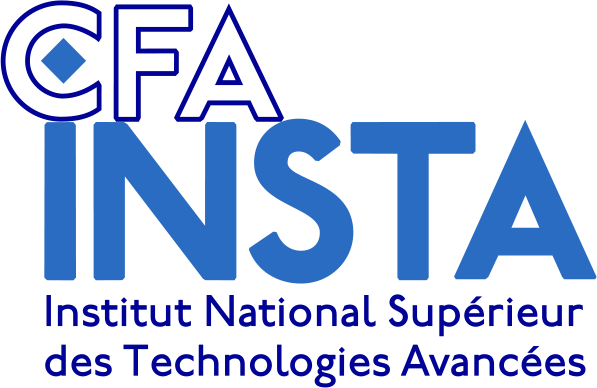 CFA
INSTA
Institut National Supérieur
des Technologies Avancées